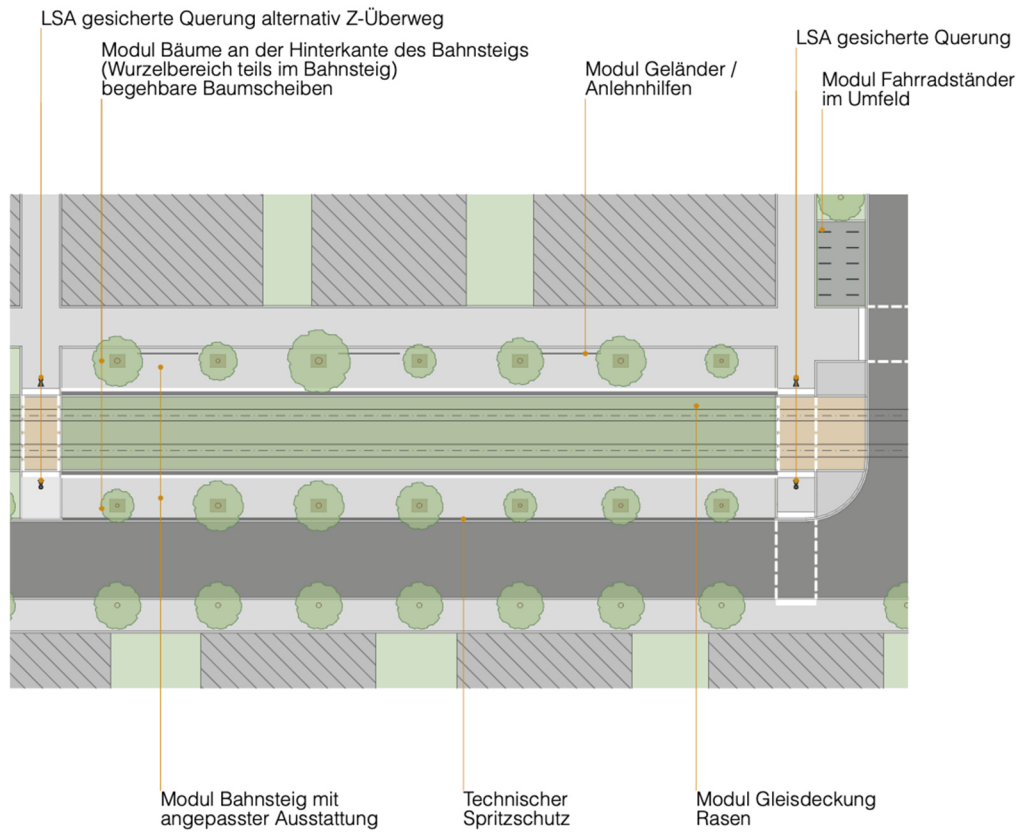 LSA gesicherte Querung alternativ Z-Überweg
Modul Bäume an der Hinterkante des Bahnsteigs
(Wurzelbereich teils im Bahnsteig)
begehbare Baumscheiben
Modul Geländer /
Anlehnhilfen
LSA gesicherte Querung
Modul Fahrradständer
im Umfeld
Modul Bahnsteig mit
angepasster Ausstattung
Technischer
Spritzschutz
Modul Gleisdeckung
Rasen